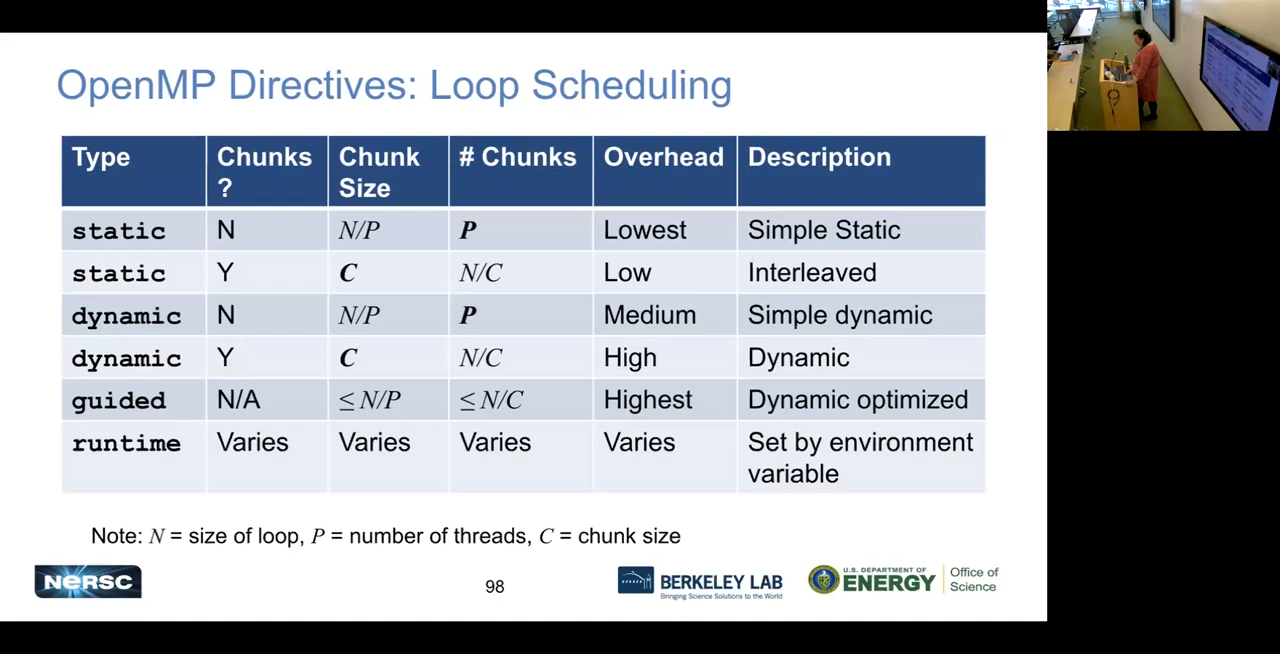 OpenMP Directives: Loop Scheduling
Type Chunks ? Chunk Size # Chunks Overhead Description
static N N/P P Lowest Simple Static
static Y C N/C Low Interleaved
dynamic N N/P P Medium Simple dynamic
dynamic Y C N/C High Dynamic
guided N/A ≤ N/P ≤ N/C Highest Dynamic optimized
runtime Varies Varies Varies Varies Set by environment variable
Note: N = size of loop, P = number of threads, C = chunk size
NERSC
98
BERKELEY LAB
Bringing Science Solutions to the World
U.S. DEPARTMENT OF
ENERGY
Office of
Science